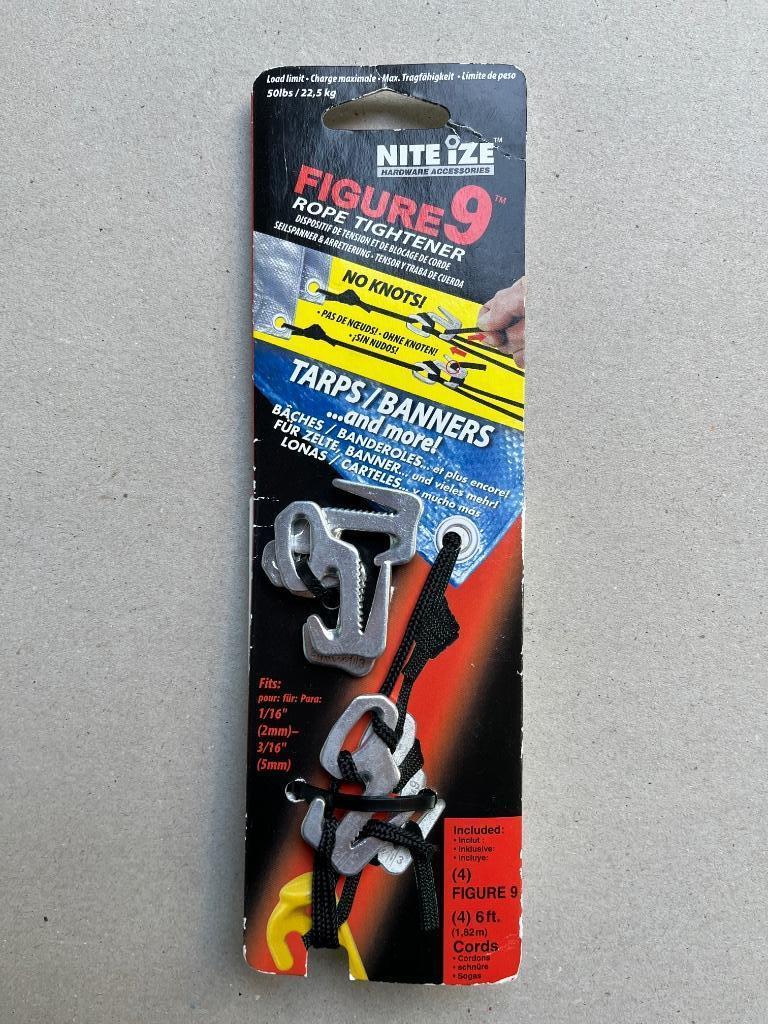 Load limit • Charge maximale • Max. Tragfähigkeit • Límite de peso
50lbs / 22,5 kg
NITE IZE™
HARDWARE ACCESSORIES
FIGURE 9™
ROPE TIGHTENER
DISPOSITIF DE TENSION ET DE BLOCAGE DE CORDE
SEILSPANNER & ARRETIERUNG • TENSOR Y TRABA DE CUERDA
NO KNOTS!
• PAS DE NŒUDS! • OHNE KNOTEN!
• ¡SIN NUDOS!
TARPS / BANNERS
...and more!
BÂCHES / BANDEROLES... et plus encore!
FÜR ZELTE, BANNER... und vieles mehr!
LONAS / CARTELES... y mucho más
Fits:
pour: für: Para:
1/16"
(2mm)–
3/16"
(5mm)
Included:
• Inclut :
• Inklusive:
• Incluye:
(4)
FIGURE 9
(4) 6 ft.
(1,82m)
Cords
• Cordons
• schnüre
• Sogas